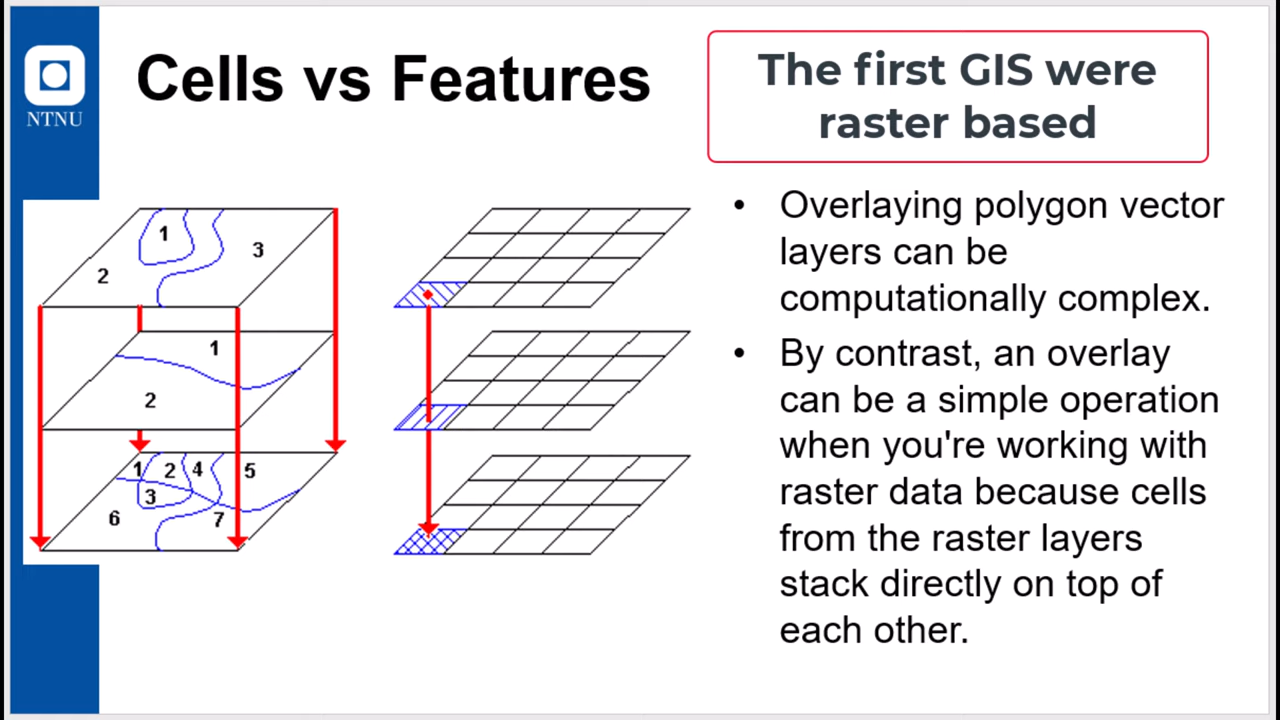 NTNU
Cells vs Features
The first GIS were
raster based
1
2
3
1
2
1
2
4
5
3
6
7
• Overlaying polygon vector
layers can be
computationally complex.
• By contrast, an overlay
can be a simple operation
when you're working with
raster data because cells
from the raster layers
stack directly on top of
each other.